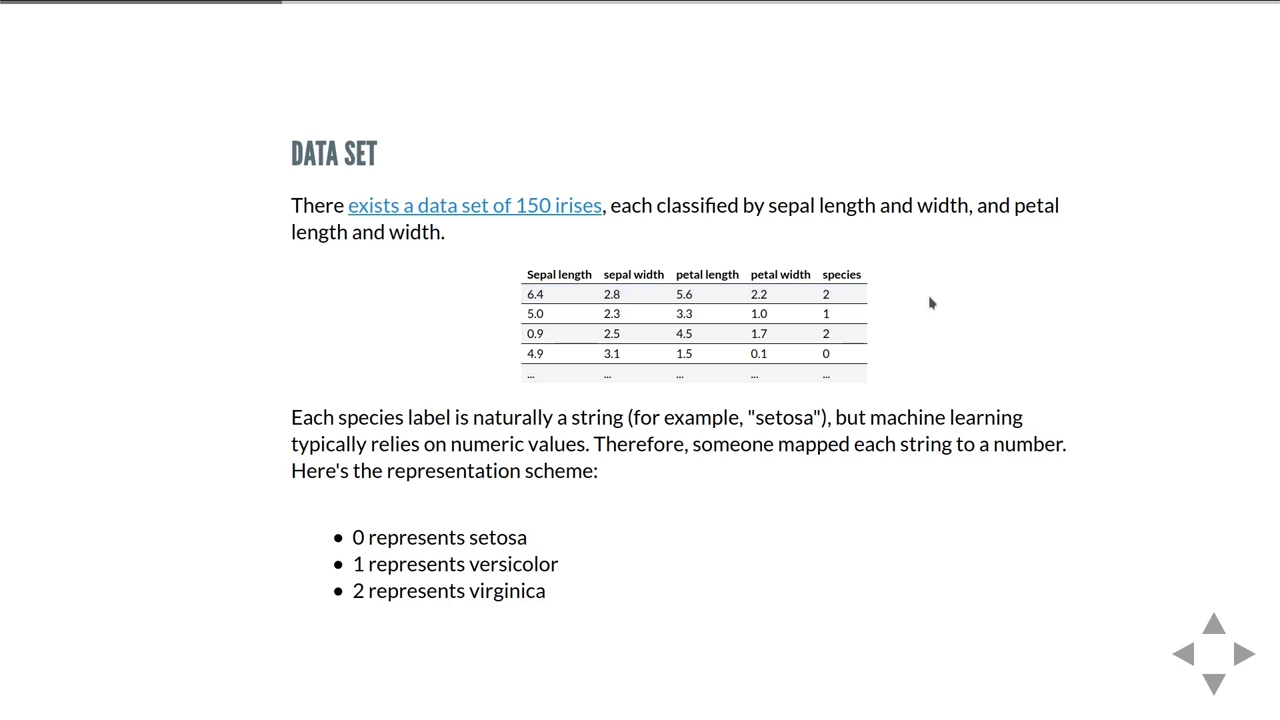 DATA SET
There exists a data set of 150 irises, each classified by sepal length and width, and petal
length and width.
Sepal length sepal width petal length petal width species
6.4 2.8 5.6 2.2 2
5.0 2.3 3.3 1.0 1
0.9 2.5 4.5 1.7 2
4.9 3.1 1.5 0.1 0
... ... ... ... ...
Each species label is naturally a string (for example, "setosa"), but machine learning
typically relies on numeric values. Therefore, someone mapped each string to a number.
Here's the representation scheme:
• 0 represents setosa
• 1 represents versicolor
• 2 represents virginica